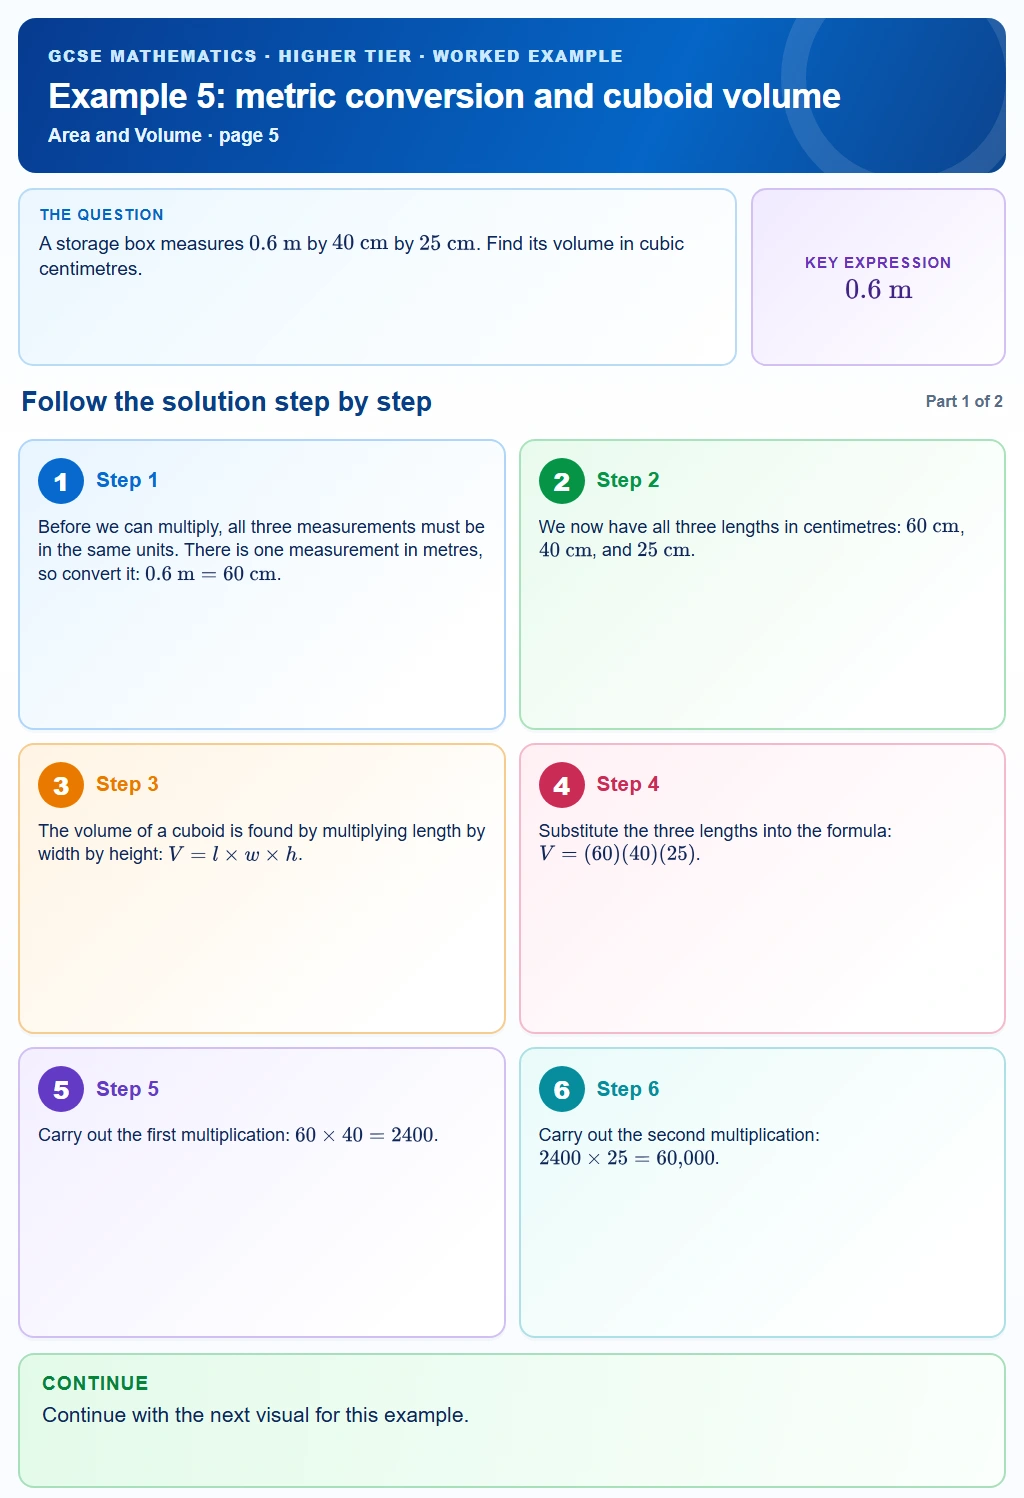 GCSE MATHEMATICS · HIGHER TIER · WORKED EXAMPLE
Example 5: metric conversion and cuboid volume
Area and Volume · page 5
THE QUESTION
A storage box measures 0.6 m by 40 cm by 25 cm. Find its volume in cubic
centimetres.
KEY EXPRESSION
0.6 m
Follow the solution step by step
Part 1 of 2
1 Step 1
Before we can multiply, all three measurements must be
in the same units. There is one measurement in metres,
so convert it: 0.6 m = 60 cm.
2 Step 2
We now have all three lengths in centimetres: 60 cm,
40 cm, and 25 cm.
3 Step 3
The volume of a cuboid is found by multiplying length by
width by height: V = l × w × h.
4 Step 4
Substitute the three lengths into the formula:
V = (60)(40)(25).
5 Step 5
Carry out the first multiplication: 60 × 40 = 2400.
6 Step 6
Carry out the second multiplication:
2400 × 25 = 60,000.
CONTINUE
Continue with the next visual for this example.